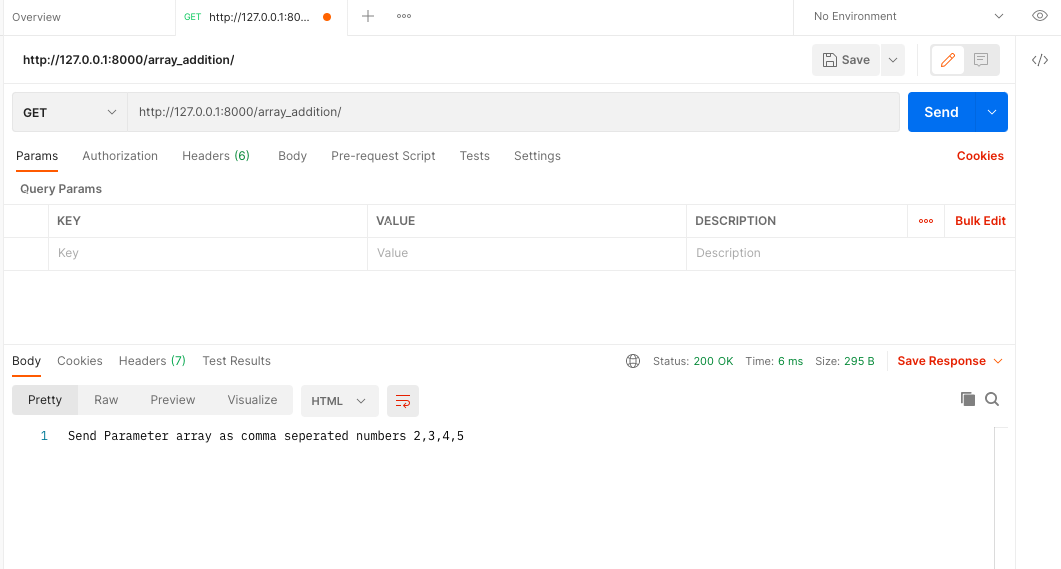 Overview
GET http://127.0.0.1:80...
No Environment
http://127.0.0.1:8000/array_addition/
Save
GET http://127.0.0.1:8000/array_addition/ Send
Params Authorization Headers (6) Body Pre-request Script Tests Settings Cookies
Query Params
KEY VALUE DESCRIPTION Bulk Edit
Key Value Description
Body Cookies Headers (7) Test Results Status: 200 OK Time: 6 ms Size: 295 B Save Response
Pretty Raw Preview Visualize HTML
1 Send Parameter array as comma seperated numbers 2,3,4,5